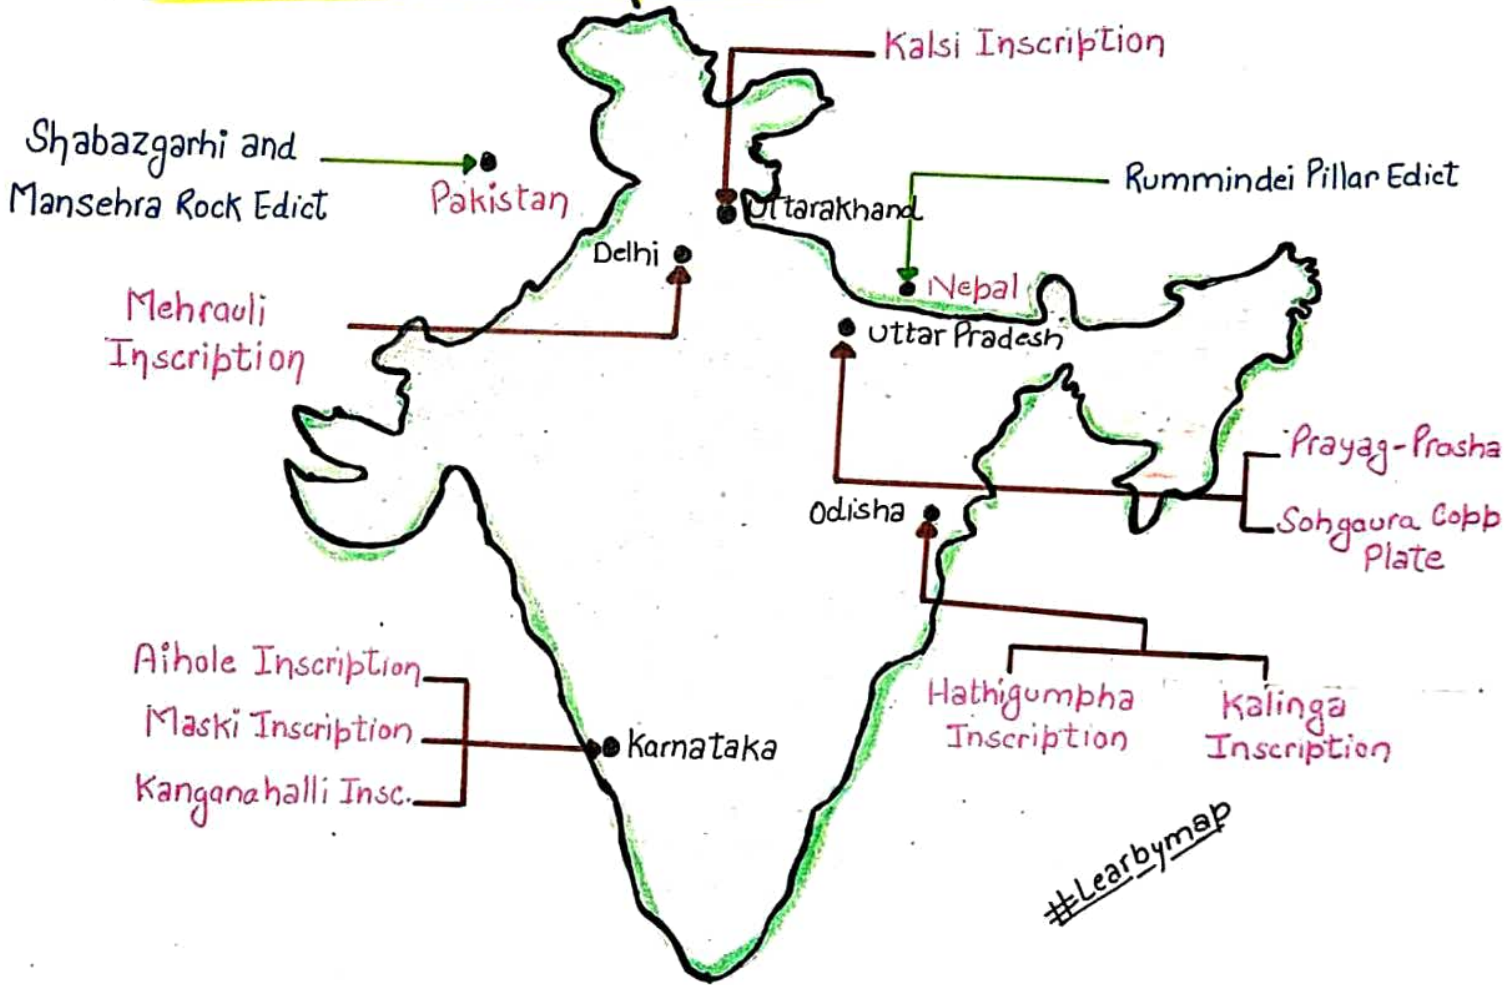 Kalsi Inscription
Shabazgarhi and
Mansehra Rock Edict
Pakistan
Rummindei Pillar Edict
Uttarakhand
Delhi
Nepal
Mehrauli
Inscription
Uttar Pradesh
Prayag-Prasha
Sohgaura Copp
Plate
Odisha
Aihole Inscription
Maski Inscription
Kanganahalli Insc.
Karnataka
Hathigumpha
Inscription
Kalinga
Inscription
#Learbymap